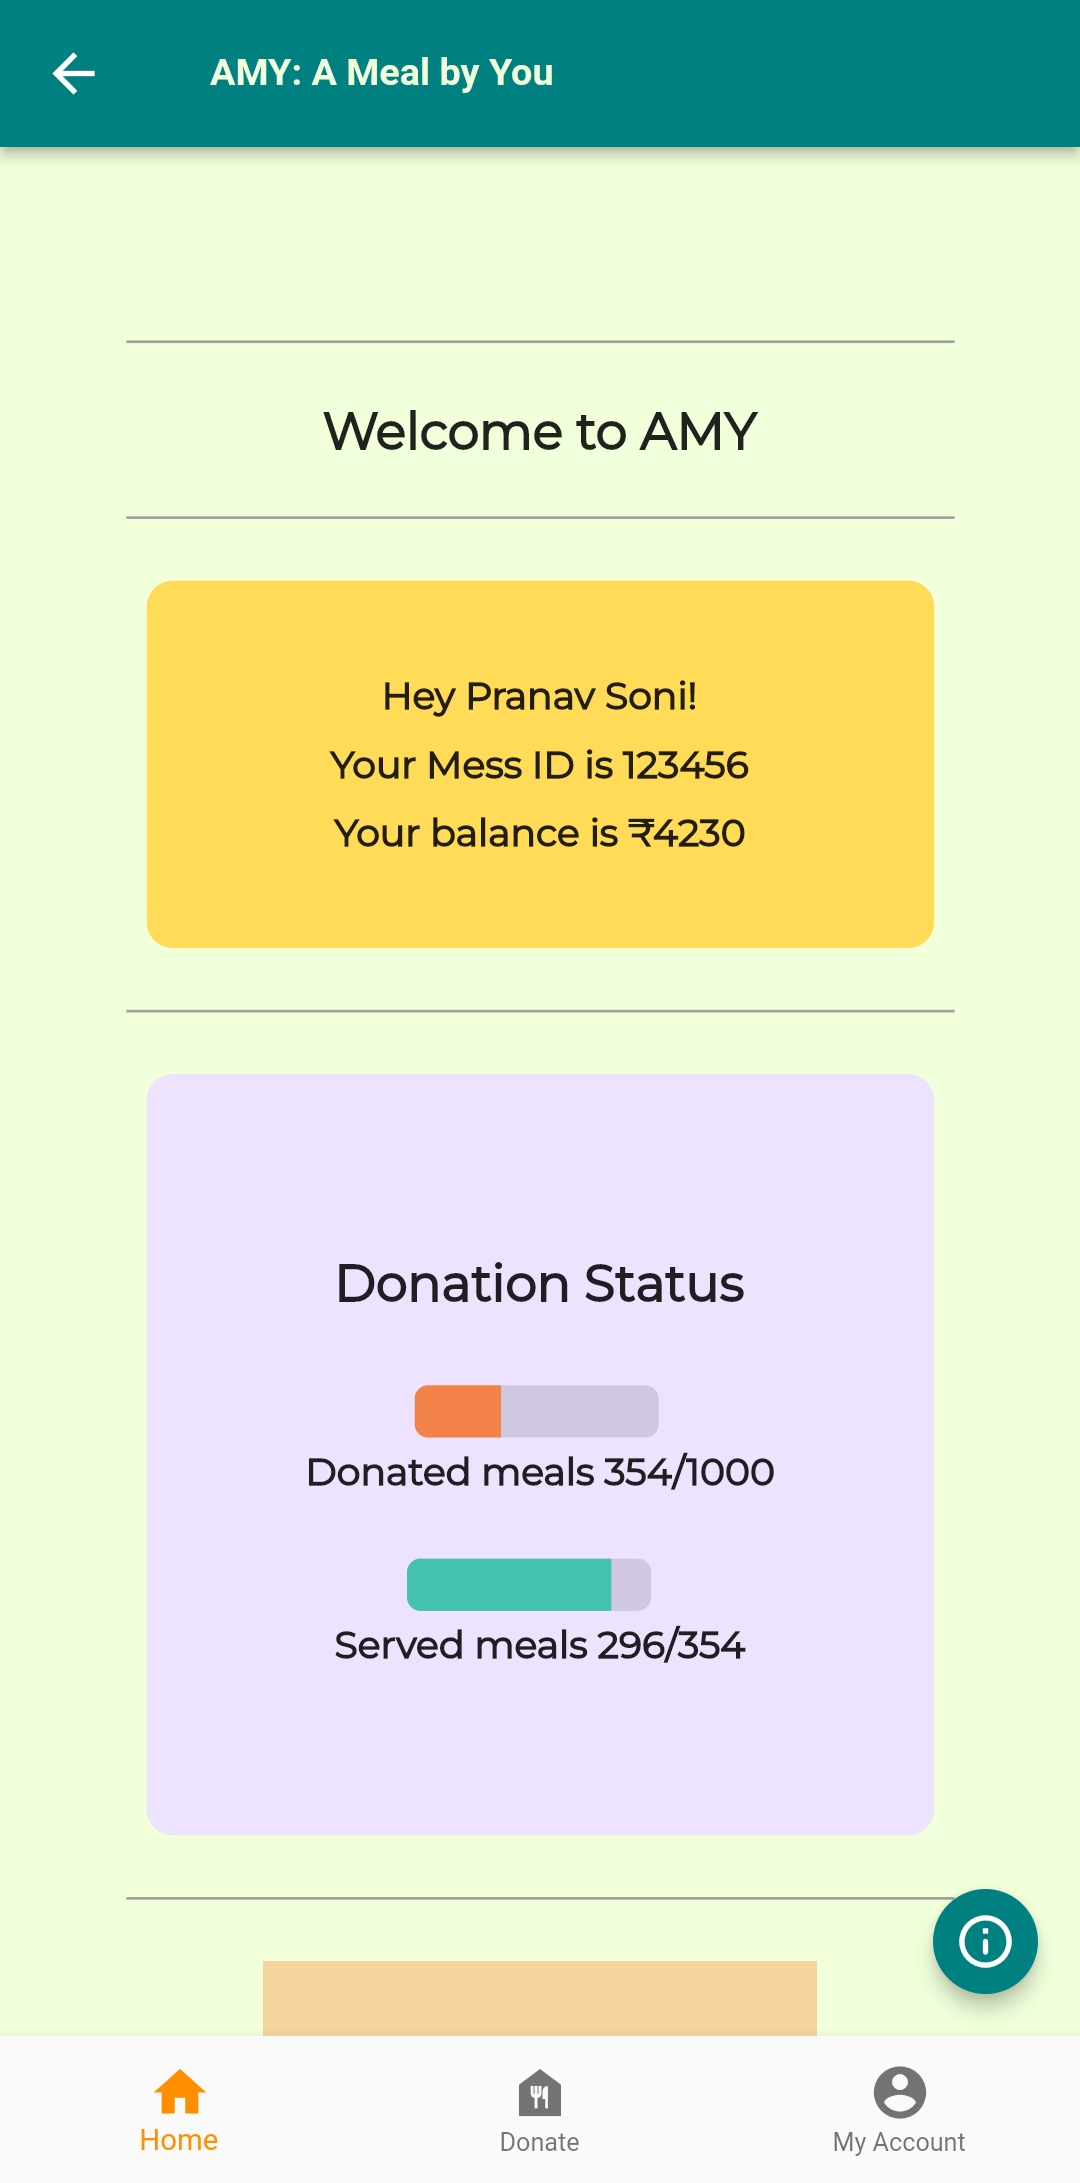 AMY: A Meal by You
Welcome to AMY
Hey Pranav Soni!
Your Mess ID is 123456
Your balance is ₹4230
Donation Status
Donated meals 354/1000
Served meals 296/354
Home
Donate
My Account